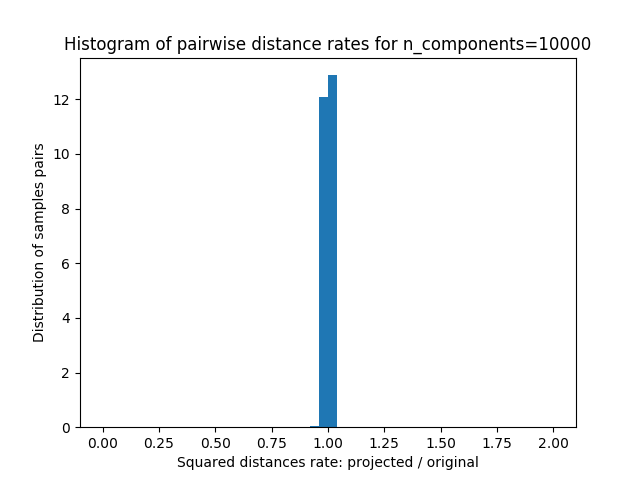 Histogram of pairwise distance rates for n_components=10000
Distribution of samples pairs
12
10
8
6
4
2
0
0.00 0.25 0.50 0.75 1.00 1.25 1.50 1.75 2.00
Squared distances rate: projected / original